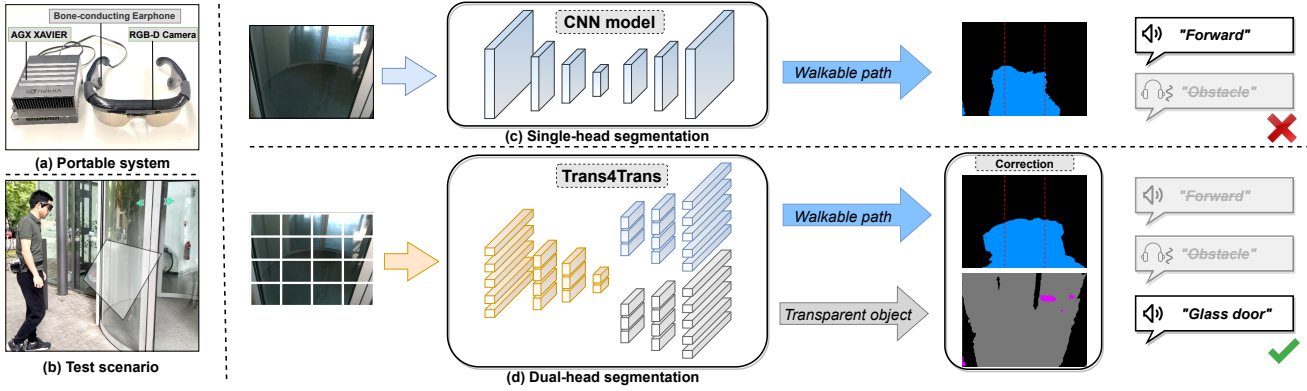 Bone-conducting Earphone
AGX XAVIER
RGB-D Camera
NVIDIA
(a) Portable system
(b) Test scenario
CNN model
Walkable path
"Forward"
"Obstacle"
(c) Single-head segmentation
Trans4Trans
Correction
Walkable path
Transparent object
"Forward"
"Obstacle"
"Glass door"
(d) Dual-head segmentation